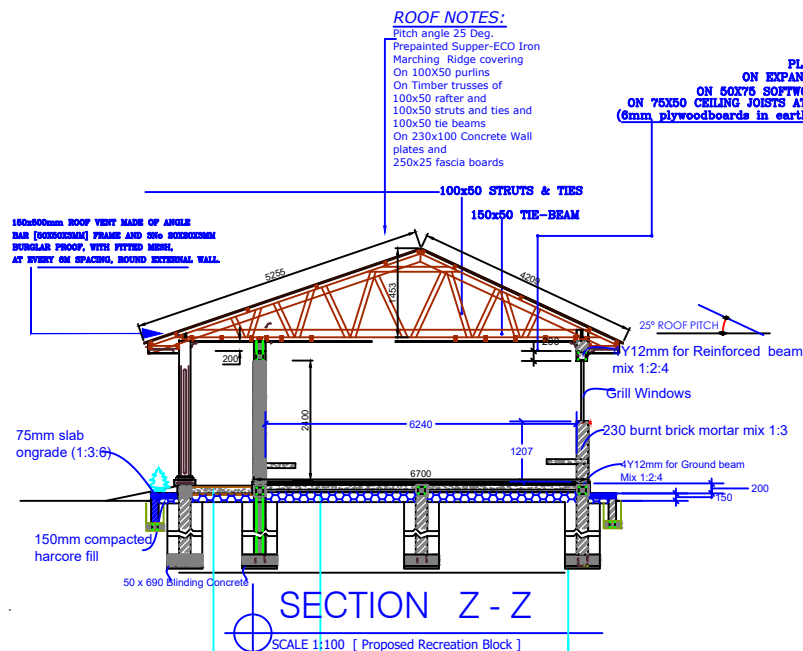 ROOF NOTES:
Pitch angle 25 Deg.
Prepainted Supper-ECO Iron
Marching Ridge covering
On 100X50 purlins
On Timber trusses of
100x50 rafter and
100x50 struts and ties and
100x50 tie beams
On 230x100 Concrete Wall
plates and
250x25 fascia boards
PL
ON EXPAN
ON 50X75 SOFTW
ON 75X50 CEILING JOISTS AT
(6mm plywoodboards in eart
100x50 STRUTS & TIES
150x50 TIE-BEAM
150x500mm ROOF VENT MADE OF ANGLE
BAR [50X50X3MM] FRAME AND
BURGLAR PROOF, WITH FITTED MESH,
AT EVERY 6M SPACING, ROUND EXTERNAL WALL.
5255
4209
1453
25° ROOF PITCH
200
4Y12mm for Reinforced beam
mix 1:2:4
Grill Windows
2400
6240
1207
230 burnt brick mortar mix 1:3
75mm slab
ongrade (1:3:6)
6700
4Y12mm for Ground beam
Mix 1:2:4
200
150
150mm compacted
harcore fill
50 x 690 Blinding Concrete
SECTION Z - Z
SCALE 1:100 [ Proposed Recreation Block ]